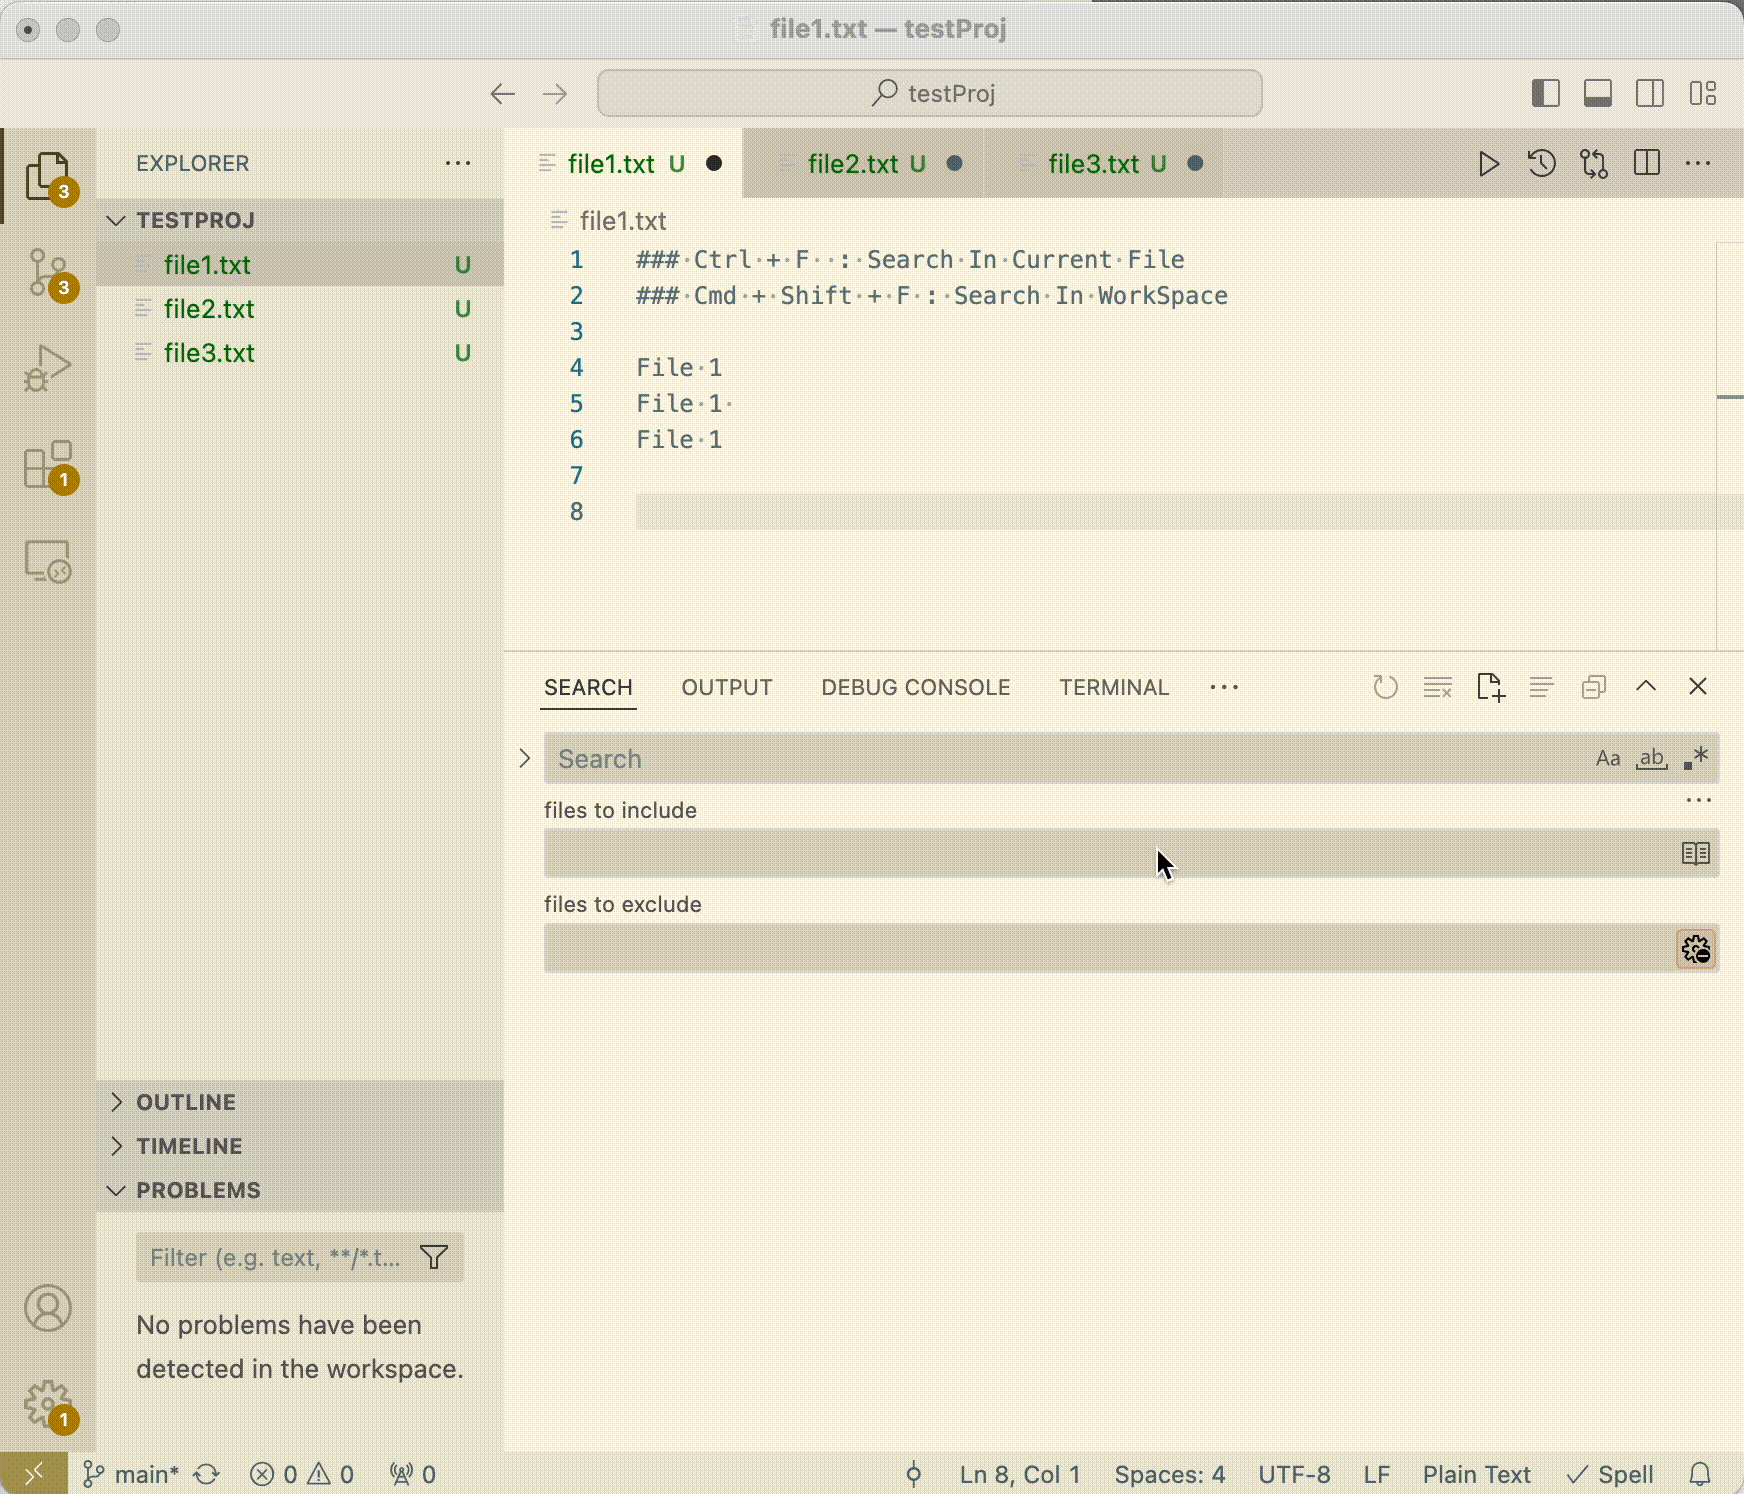 file1.txt — testProj
testProj
EXPLORER
TESTPROJ
file1.txt U
file2.txt U
file3.txt U
3
3
1
file1.txt U
file2.txt U
file3.txt U
file1.txt
1 ###·Ctrl·+·F··:·Search·In·Current·File
2 ###·Cmd·+·Shift·+·F·:·Search·In·WorkSpace
3
4 File·1
5 File·1·
6 File·1
7
8
SEARCH OUTPUT DEBUG CONSOLE TERMINAL
Search Aa ab .*
files to include
files to exclude
OUTLINE
TIMELINE
PROBLEMS
Filter (e.g. text, **/*.t...
No problems have been
detected in the workspace.
1
main* 0 0 0 Ln 8, Col 1 Spaces: 4 UTF-8 LF Plain Text Spell